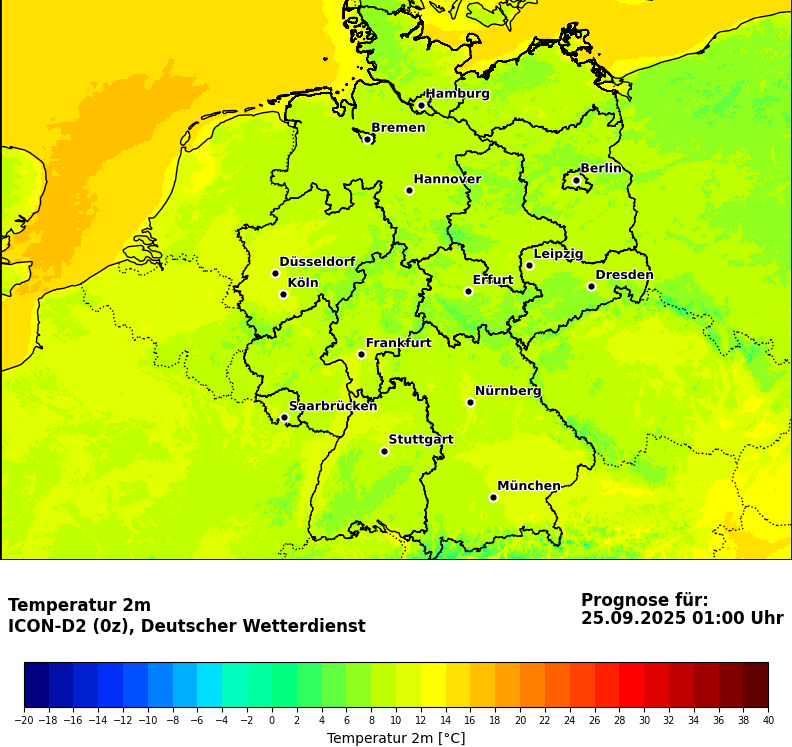 Hamburg
Bremen
Berlin
Hannover
Leipzig
Düsseldorf
Dresden
Köln
Erfurt
Frankfurt
Nürnberg
Saarbrücken
Stuttgart
München
Temperatur 2m
ICON-D2 (0z), Deutscher Wetterdienst
Prognose für:
25.09.2025 01:00 Uhr
−20 −18 −16 −14 −12 −10 −8 −6 −4 −2 0 2 4 6 8 10 12 14 16 18 20 22 24 26 28 30 32 34 36 38 40
Temperatur 2m [°C]